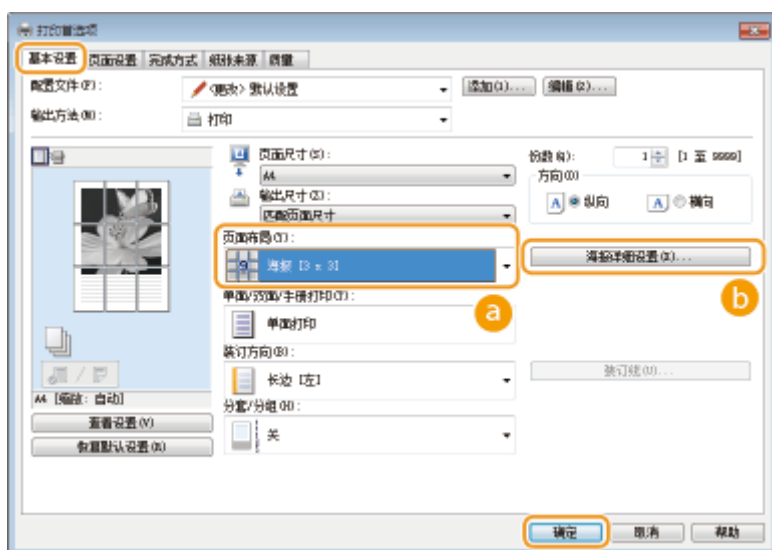 打印首选项
基本设置 页面设置 完成方式 纸张来源 质量
配置文件(F): <更改> 默认设置 添加(1)... 编辑(2)...
输出方法(M): 打印
页面尺寸(S): 份数(Q): 1 [1 至 9999]
A4 方向(O)
输出尺寸(Z): A 纵向 A 横向
匹配页面尺寸
页面布局(Y):
海报 [3 x 3] 海报详细设置(X)...
a b
单面/双面/手册打印(T):
单面打印
装订方向(B):
长边 [左] 装订线(U)...
A4 [缩放: 自动] 分套/分组(H):
查看设置(V) 关
恢复默认设置(R)
确定 取消 帮助